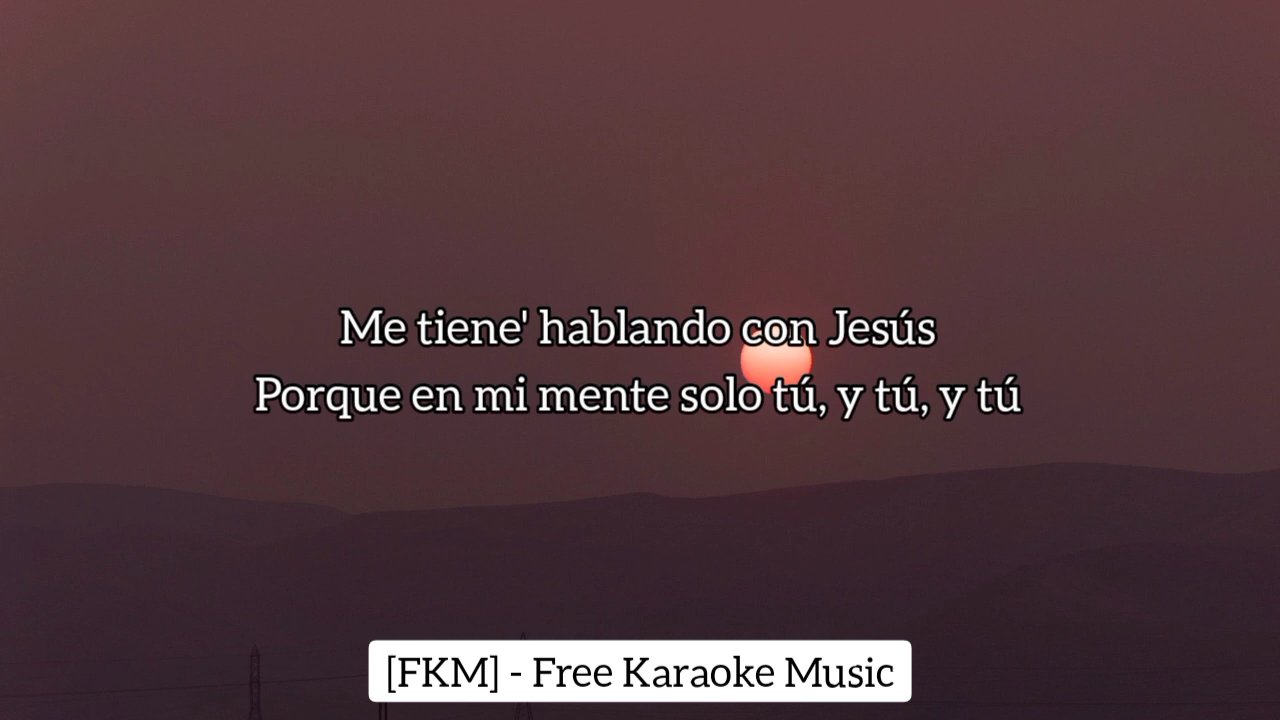 Me tiene' hablando con Jesús
Porque en mi mente solo tú, y tú, y tú
[FKM] - Free Karaoke Music